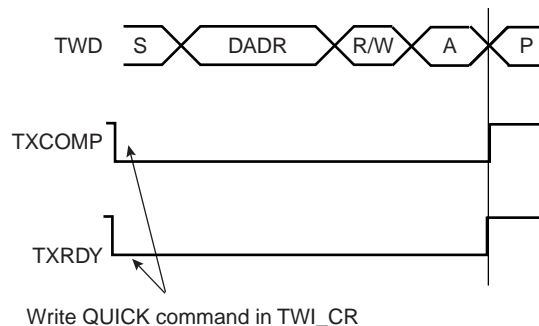 TWD S DADR R/W A P
TXCOMP
TXRDY
Write QUICK command in TWI_CR